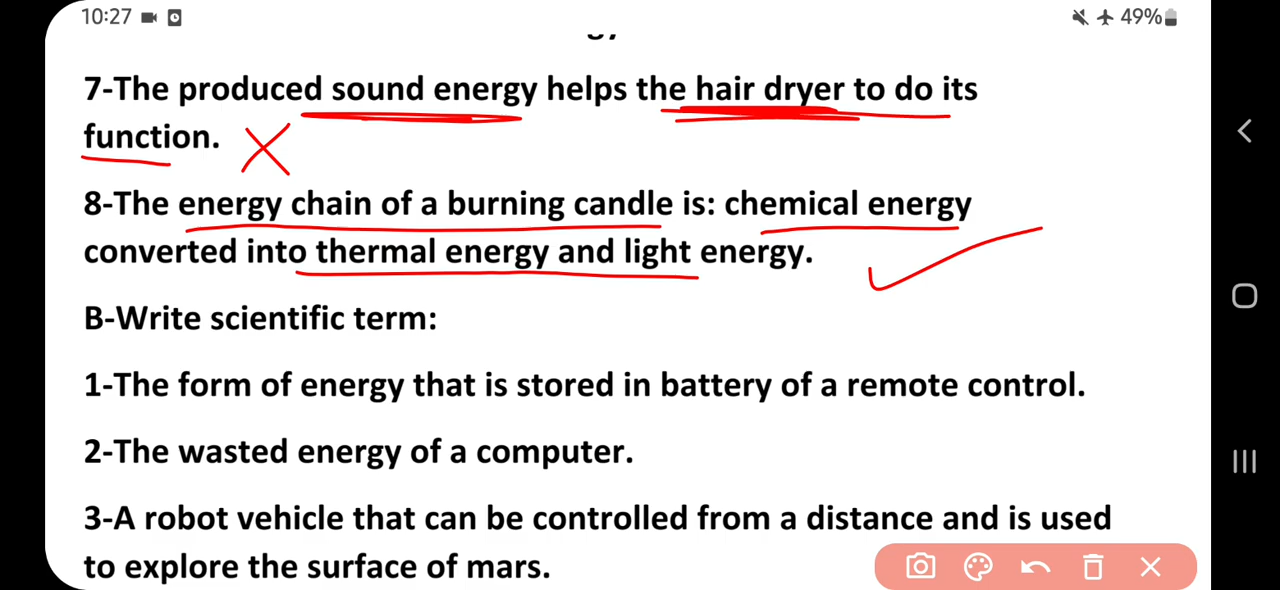 10:27 49%
7-The produced sound energy helps the hair dryer to do its
function.
8-The energy chain of a burning candle is: chemical energy
converted into thermal energy and light energy.
B-Write scientific term:
1-The form of energy that is stored in battery of a remote control.
2-The wasted energy of a computer.
3-A robot vehicle that can be controlled from a distance and is used
to explore the surface of mars.